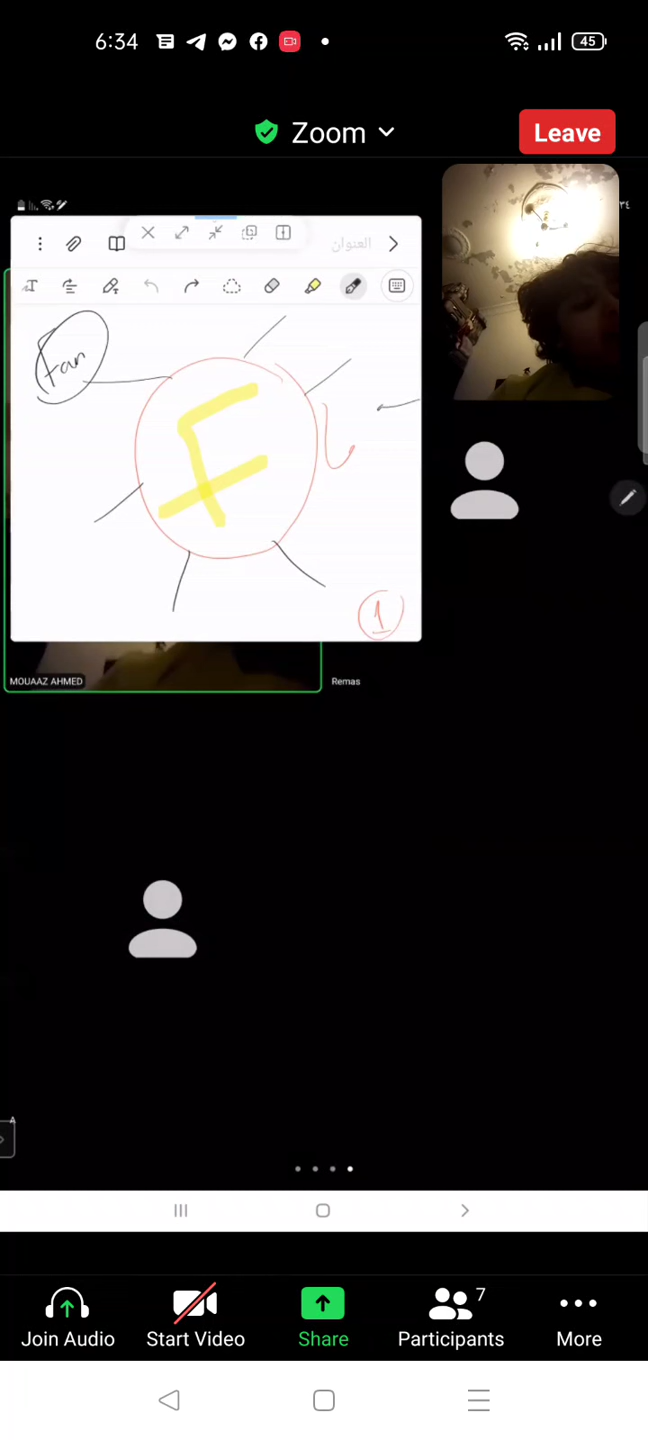 6:34
45
Zoom
Leave
٣٤
العنوان
T
Fan
F
1
MOUAAZ AHMED
Remas
A
7
Join Audio
Start Video
Share
Participants
More